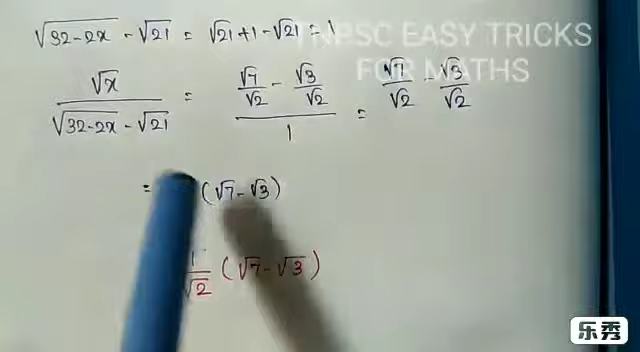 √(32-2x) - √21 = √21 + 1 - √21 = 1
TNPSC EASY TRICKS
FOR MATHS
√x / (√(32-2x) - √21) = (√7/√2 - √3/√2) / 1 = √7/√2 - √3/√2
= (√7 - √3)
1/√2 (√7 - √3)
乐秀